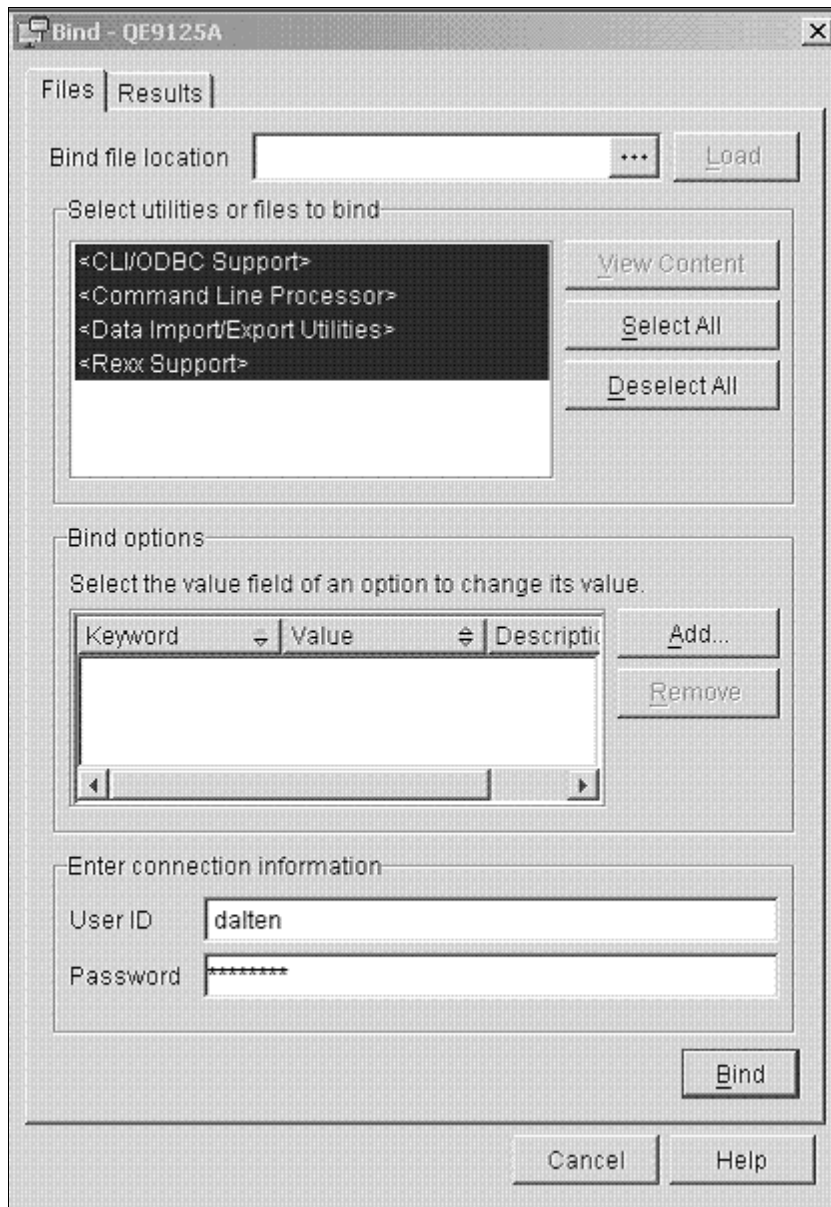 Bind - QE9125A
Files
Results
Bind file location
...
Load
Select utilities or files to bind
<CLI/ODBC Support>
<Command Line Processor>
<Data Import/Export Utilities>
<Rexx Support>
View Content
Select All
Deselect All
Bind options
Select the value field of an option to change its value.
Keyword Value Descriptic
Add...
Remove
Enter connection information
User ID dalten
Password ********
Bind
Cancel Help